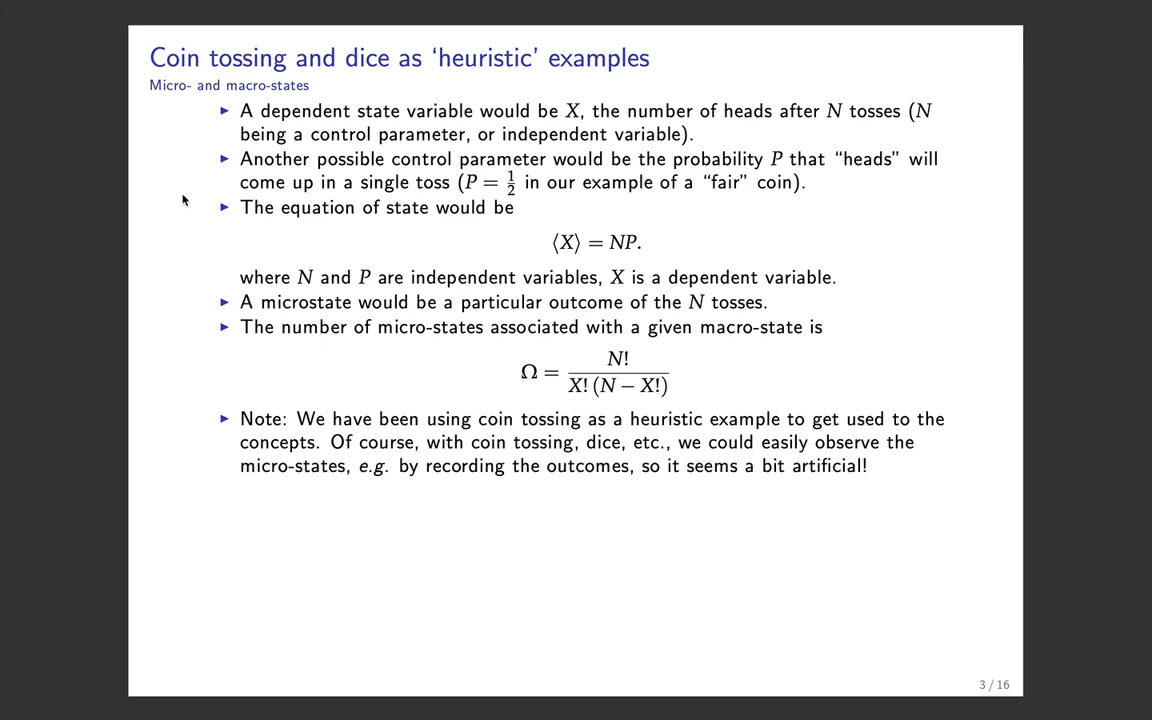 Coin tossing and dice as ‘heuristic’ examples
Micro- and macro-states
▶ A dependent state variable would be X, the number of heads after N tosses (N
being a control parameter, or independent variable).
▶ Another possible control parameter would be the probability P that “heads” will
come up in a single toss (P = 1/2 in our example of a “fair” coin).
▶ The equation of state would be
⟨X⟩ = NP.
where N and P are independent variables, X is a dependent variable.
▶ A microstate would be a particular outcome of the N tosses.
▶ The number of micro-states associated with a given macro-state is
Ω = N! / X! (N − X!)
▶ Note: We have been using coin tossing as a heuristic example to get used to the
concepts. Of course, with coin tossing, dice, etc., we could easily observe the
micro-states, e.g. by recording the outcomes, so it seems a bit artificial!
3 / 16